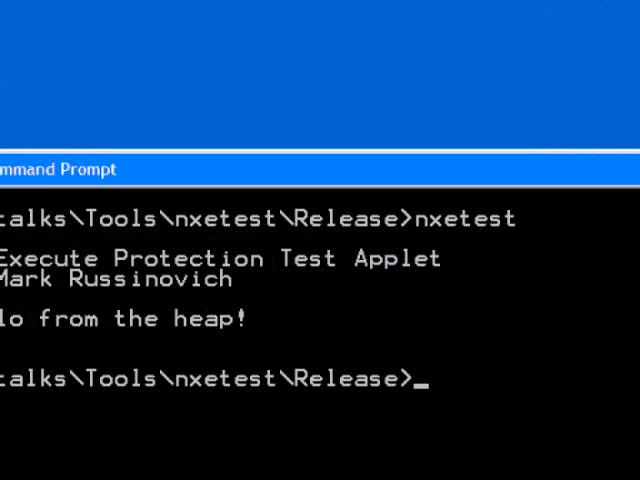 mmand Prompt
talks\Tools\nxetest\Release>nxetest
Execute Protection Test Applet
Mark Russinovich
lo from the heap!
talks\Tools\nxetest\Release>_